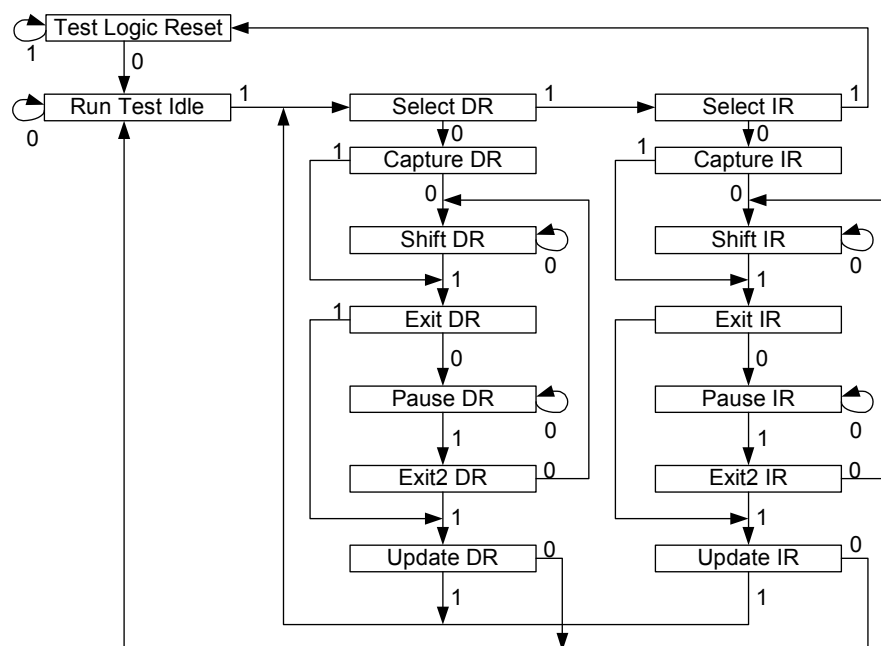 Test Logic Reset
1
0
Run Test Idle
1
Select DR
1
Select IR
1
0
0
0
1
Capture DR
1
Capture IR
0
0
Shift DR
Shift IR
0
0
1
1
1
Exit DR
Exit IR
0
0
Pause DR
Pause IR
0
0
1
1
Exit2 DR
0
Exit2 IR
0
1
1
Update DR
0
Update IR
0
1
1